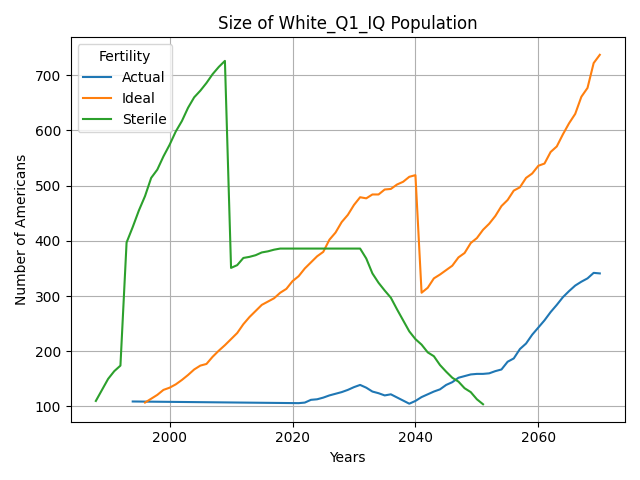 Size of White_Q1_IQ Population
Fertility
Actual
Ideal
Sterile
Number of Americans
700
600
500
400
300
200
100
2000
2020
2040
2060
Years